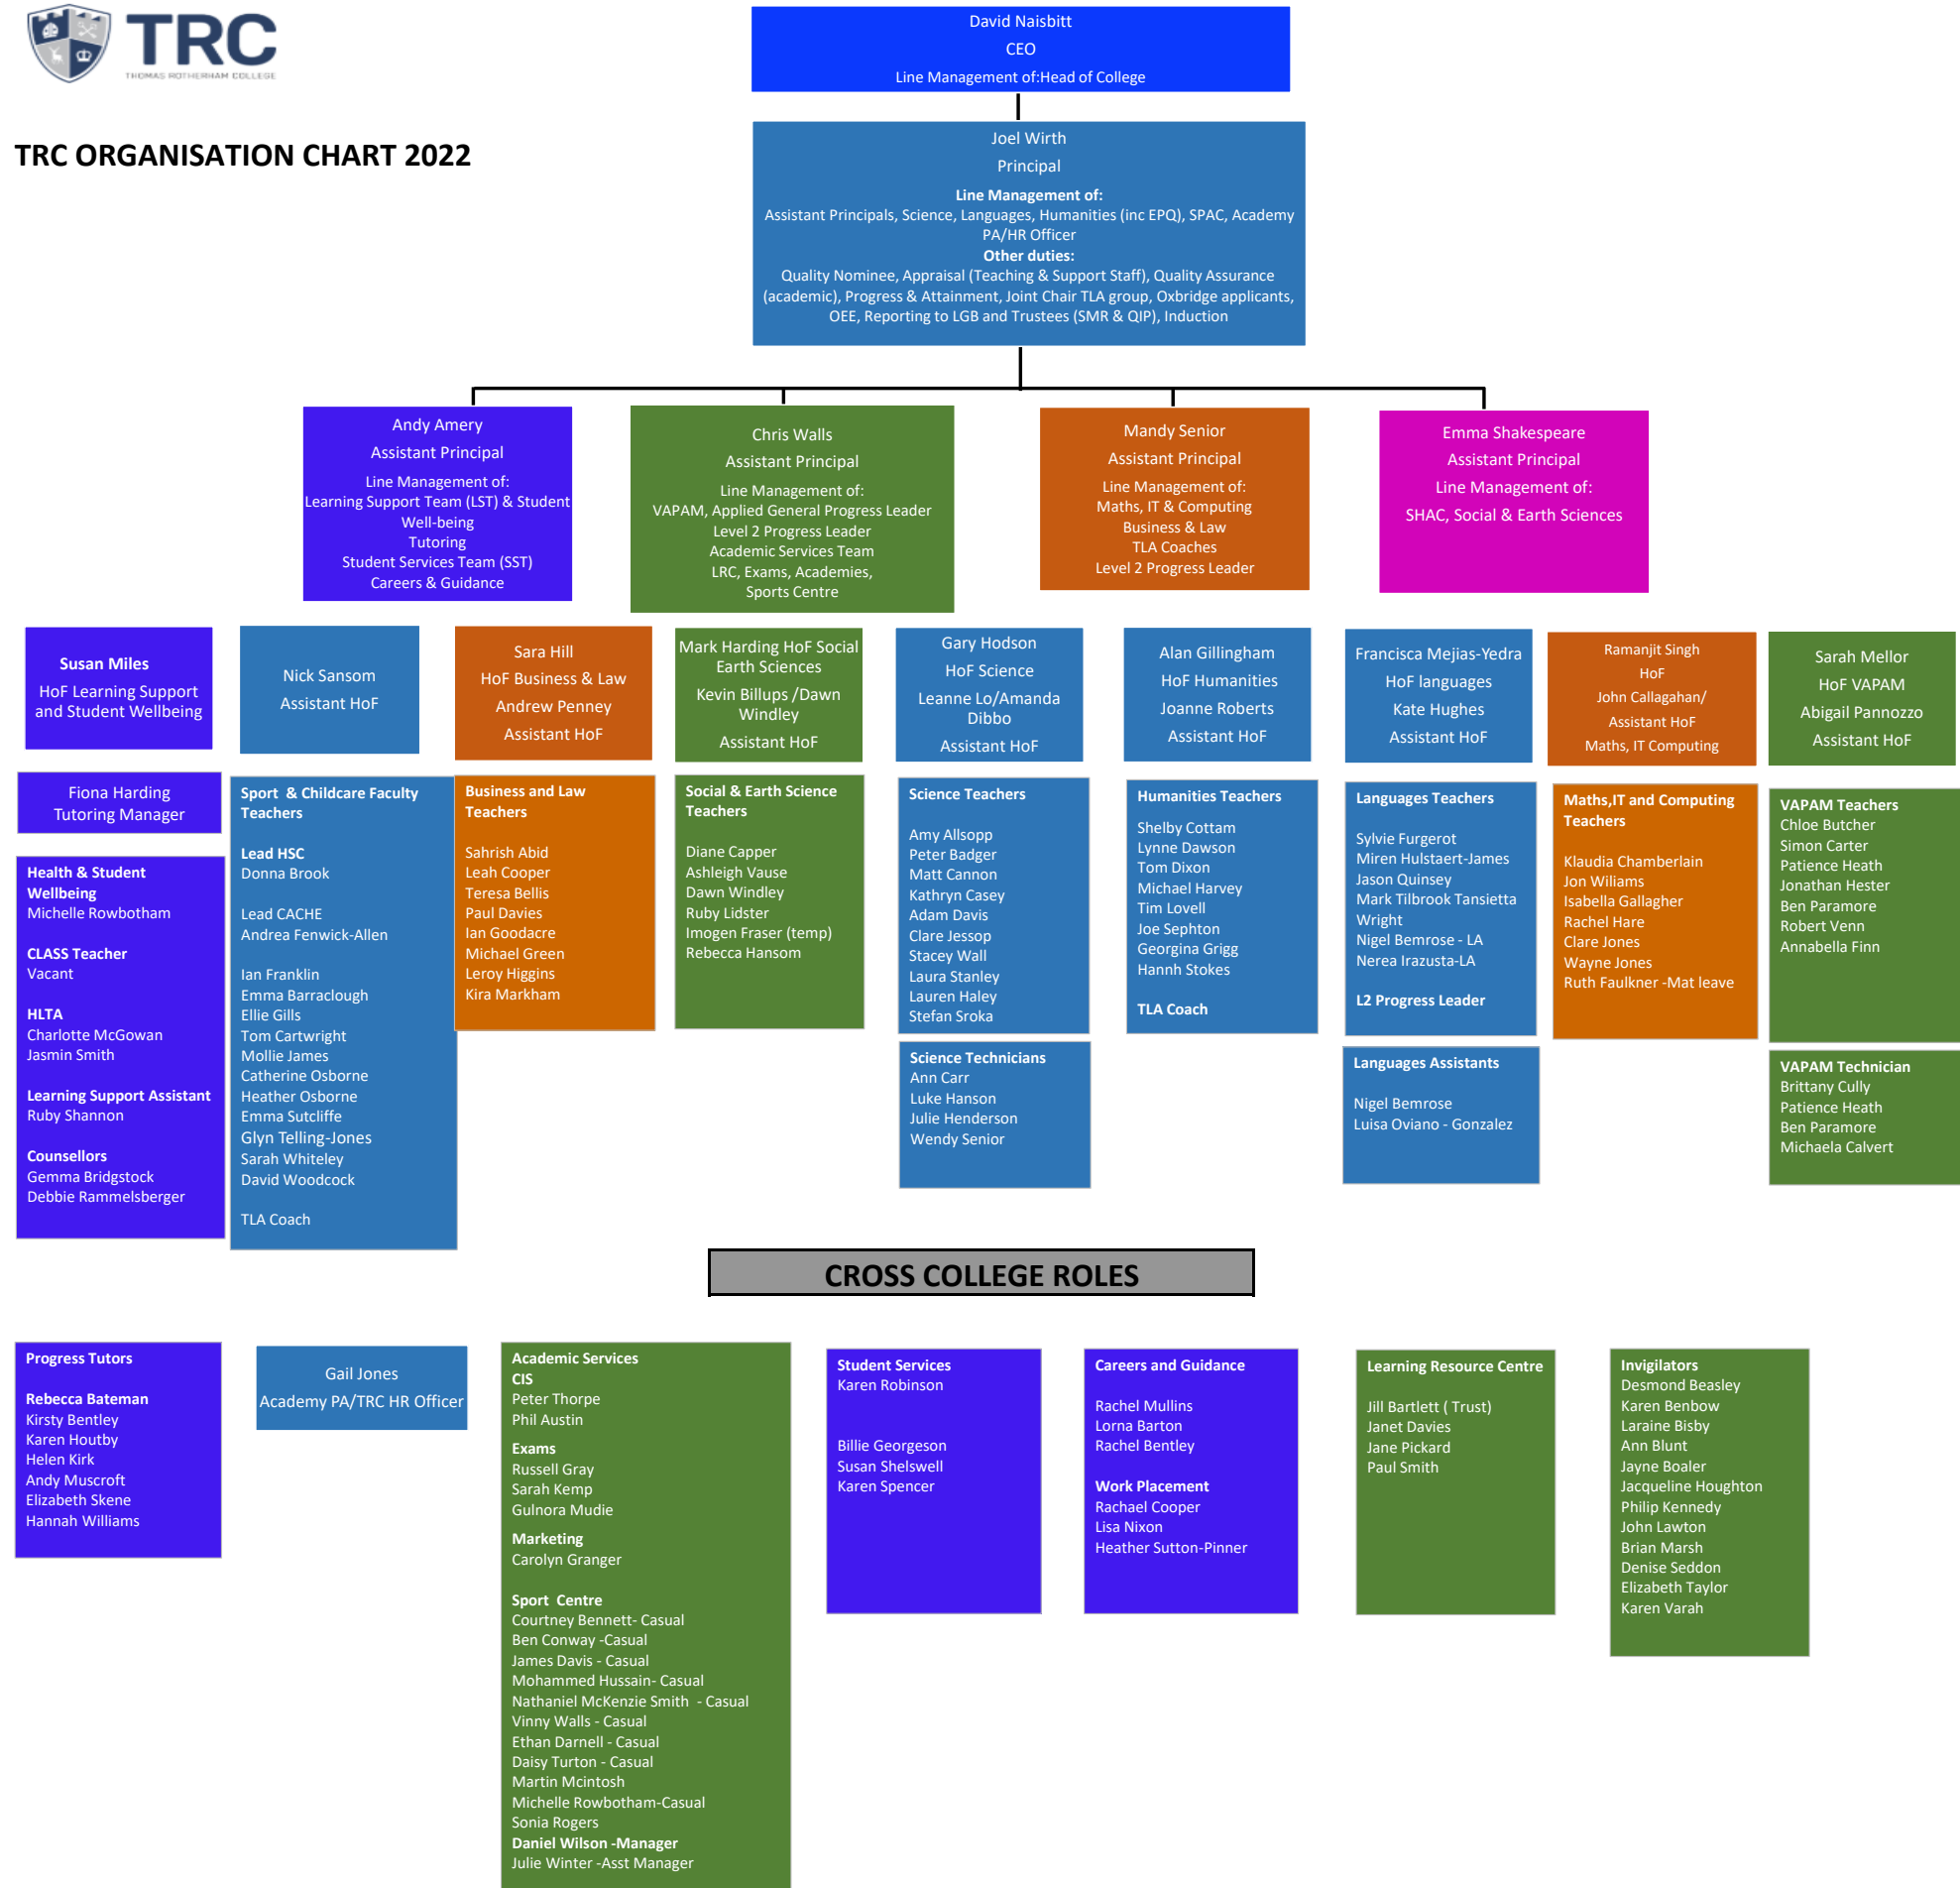 TRC
THOMAS ROTHERHAM COLLEGE
TRC ORGANISATION CHART 2022
David Naisbitt
CEO
Line Management of:Head of College
Joel Wirth
Principal
Line Management of:
Assistant Principals, Science, Languages, Humanities (inc EPQ), SPAC, Academy
PA/HR Officer
Other duties:
Quality Nominee, Appraisal (Teaching & Support Staff), Quality Assurance
(academic), Progress & Attainment, Joint Chair TLA group, Oxbridge applicants,
OEE, Reporting to LGB and Trustees (SMR & QIP), Induction
Andy Amery
Assistant Principal
Line Management of:
Learning Support Team (LST) & Student
Well-being
Tutoring
Student Services Team (SST)
Careers & Guidance
Chris Walls
Assistant Principal
Line Management of:
VAPAM, Applied General Progress Leader
Level 2 Progress Leader
Academic Services Team
LRC, Exams, Academies,
Sports Centre
Mandy Senior
Assistant Principal
Line Management of:
Maths, IT & Computing
Business & Law
TLA Coaches
Level 2 Progress Leader
Emma Shakespeare
Assistant Principal
Line Management of:
SHAC, Social & Earth Sciences
Susan Miles
HoF Learning Support
and Student Wellbeing
Nick Sansom
Assistant HoF
Sara Hill
HoF Business & Law
Andrew Penney
Assistant HoF
Mark Harding HoF Social
Earth Sciences
Kevin Billups /Dawn
Windley
Assistant HoF
Gary Hodson
HoF Science
Leanne Lo/Amanda
Dibbo
Assistant HoF
Alan Gillingham
HoF Humanities
Joanne Roberts
Assistant HoF
Francisca Mejias-Yedra
HoF languages
Kate Hughes
Assistant HoF
Ramanjit Singh
HoF
John Callagahan/
Assistant HoF
Maths, IT Computing
Sarah Mellor
HoF VAPAM
Abigail Pannozzo
Assistant HoF
Fiona Harding
Tutoring Manager
Health & Student
Wellbeing
Michelle Rowbotham
CLASS Teacher
Vacant
HLTA
Charlotte McGowan
Jasmin Smith
Learning Support Assistant
Ruby Shannon
Counsellors
Gemma Bridgstock
Debbie Rammelsberger
Sport & Childcare Faculty
Teachers
Lead HSC
Donna Brook
Lead CACHE
Andrea Fenwick-Allen
Ian Franklin
Emma Barraclough
Ellie Gills
Tom Cartwright
Mollie James
Catherine Osborne
Heather Osborne
Emma Sutcliffe
Glyn Telling-Jones
Sarah Whiteley
David Woodcock
TLA Coach
Business and Law
Teachers
Sahrish Abid
Leah Cooper
Teresa Bellis
Paul Davies
Ian Goodacre
Michael Green
Leroy Higgins
Kira Markham
Social & Earth Science
Teachers
Diane Capper
Ashleigh Vause
Dawn Windley
Ruby Lidster
Imogen Fraser (temp)
Rebecca Hansom
Science Teachers
Amy Allsopp
Peter Badger
Matt Cannon
Kathryn Casey
Adam Davis
Clare Jessop
Stacey Wall
Laura Stanley
Lauren Haley
Stefan Sroka
Science Technicians
Ann Carr
Luke Hanson
Julie Henderson
Wendy Senior
Humanities Teachers
Shelby Cottam
Lynne Dawson
Tom Dixon
Michael Harvey
Tim Lovell
Joe Sephton
Georgina Grigg
Hannh Stokes
TLA Coach
Languages Teachers
Sylvie Furgerot
Miren Hulstaert-James
Jason Quinsey
Mark Tilbrook Tansietta
Wright
Nigel Bemrose - LA
Nerea Irazusta-LA
L2 Progress Leader
Languages Assistants
Nigel Bemrose
Luisa Oviano - Gonzalez
Maths,IT and Computing
Teachers
Klaudia Chamberlain
Jon Wiliams
Isabella Gallagher
Rachel Hare
Clare Jones
Wayne Jones
Ruth Faulkner -Mat leave
VAPAM Teachers
Chloe Butcher
Simon Carter
Patience Heath
Jonathan Hester
Ben Paramore
Robert Venn
Annabella Finn
VAPAM Technician
Brittany Cully
Patience Heath
Ben Paramore
Michaela Calvert
CROSS COLLEGE ROLES
Progress Tutors
Rebecca Bateman
Kirsty Bentley
Karen Houtby
Helen Kirk
Andy Muscroft
Elizabeth Skene
Hannah Williams
Gail Jones
Academy PA/TRC HR Officer
Academic Services
CIS
Peter Thorpe
Phil Austin
Exams
Russell Gray
Sarah Kemp
Gulnora Mudie
Marketing
Carolyn Granger
Sport Centre
Courtney Bennett- Casual
Ben Conway -Casual
James Davis - Casual
Mohammed Hussain- Casual
Nathaniel McKenzie Smith - Casual
Vinny Walls - Casual
Ethan Darnell - Casual
Daisy Turton - Casual
Martin Mcintosh
Michelle Rowbotham-Casual
Sonia Rogers
Daniel Wilson -Manager
Julie Winter -Asst Manager
Student Services
Karen Robinson
Billie Georgeson
Susan Shelswell
Karen Spencer
Careers and Guidance
Rachel Mullins
Lorna Barton
Rachel Bentley
Work Placement
Rachael Cooper
Lisa Nixon
Heather Sutton-Pinner
Learning Resource Centre
Jill Bartlett ( Trust)
Janet Davies
Jane Pickard
Paul Smith
Invigilators
Desmond Beasley
Karen Benbow
Laraine Bisby
Ann Blunt
Jayne Boaler
Jacqueline Houghton
Philip Kennedy
John Lawton
Brian Marsh
Denise Seddon
Elizabeth Taylor
Karen Varah